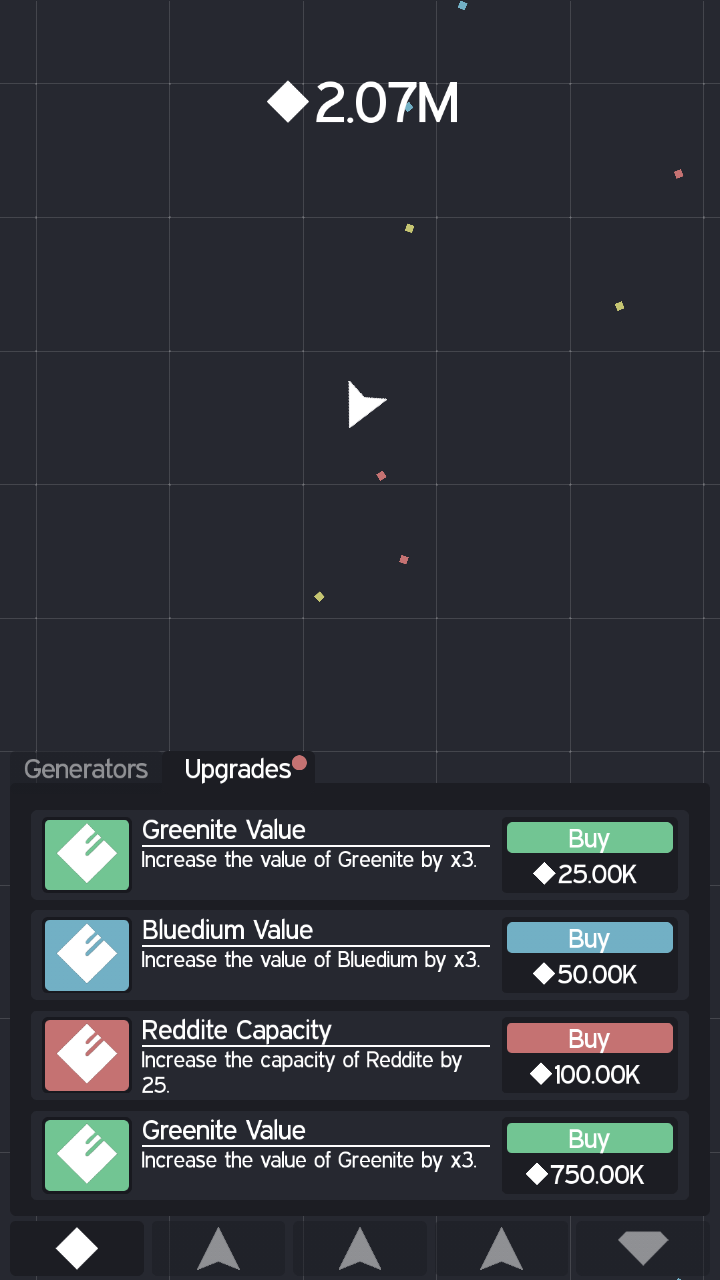 2.07M
Generators
Upgrades
Greenite Value
Increase the value of Greenite by x3.
Buy
25.00K
Bluedium Value
Increase the value of Bluedium by x3.
Buy
50.00K
Reddite Capacity
Increase the capacity of Reddite by
25.
Buy
100.00K
Greenite Value
Increase the value of Greenite by x3.
Buy
750.00K